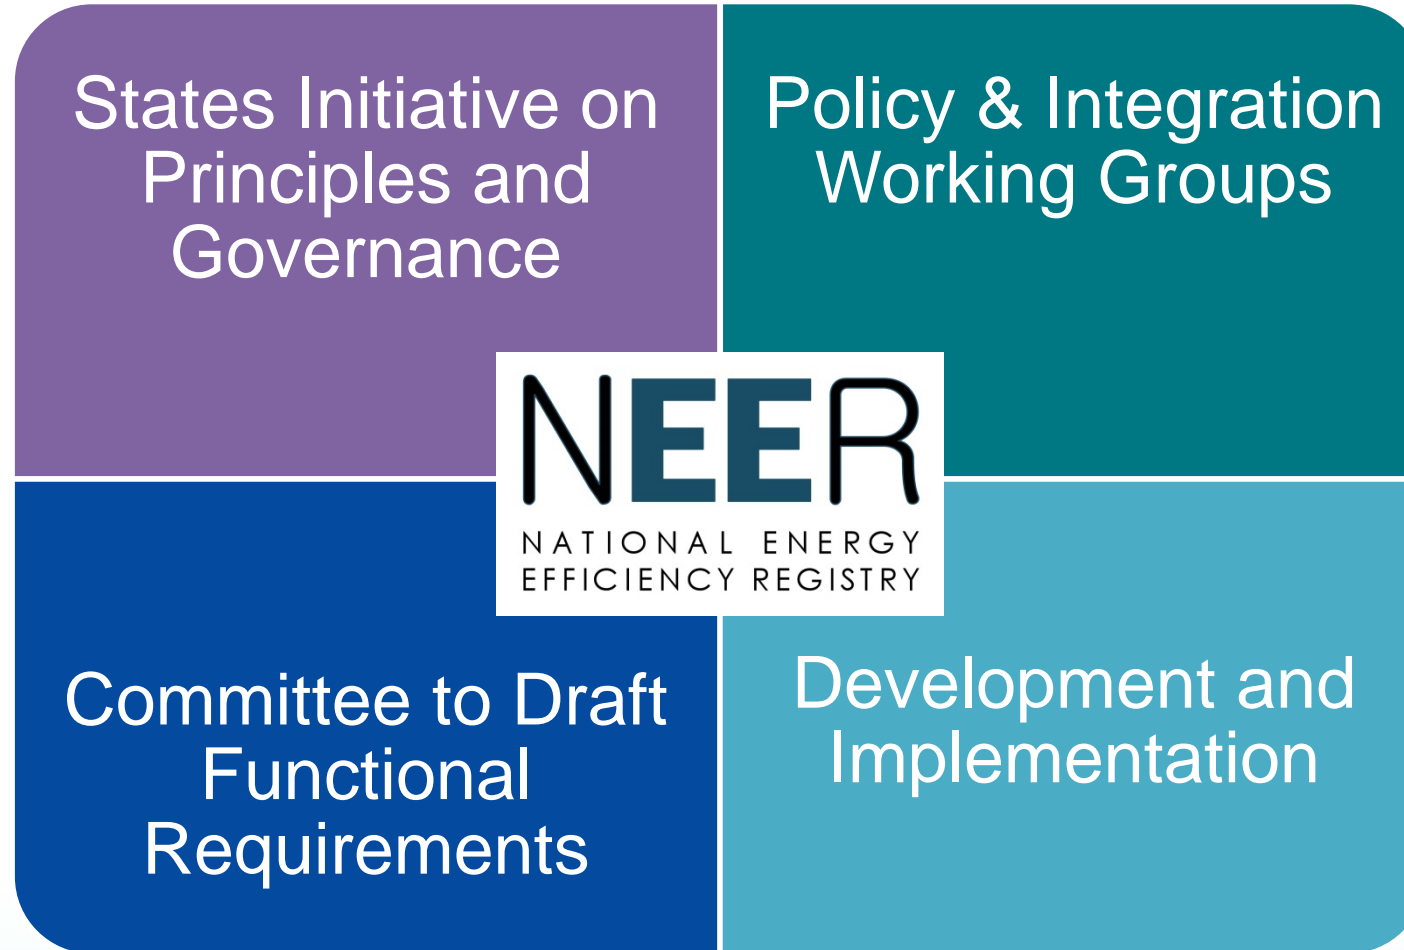 States Initiative on
Principles and
Governance
Policy & Integration
Working Groups
NEER
NATIONAL ENERGY
EFFICIENCY REGISTRY
Committee to Draft
Functional
Requirements
Development and
Implementation